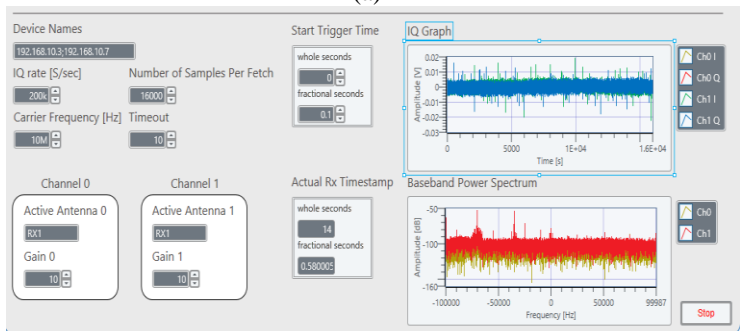 Device Names
192.168.10.3;192.168.10.7
IQ rate [S/sec]
200k
Number of Samples Per Fetch
16000
Carrier Frequency [Hz]
10M
Timeout
10
Start Trigger Time
whole seconds
0
fractional seconds
0.1
IQ Graph
Amplitude [V]
0.02
0.01
0
-0.01
-0.02
-0.03
0 5000 1E+04 1.6E+04
Time [s]
Ch0 I
Ch0 Q
Ch1 I
Ch1 Q
Channel 0
Active Antenna 0
RX1
Gain 0
10
Channel 1
Active Antenna 1
RX1
Gain 1
10
Actual Rx Timestamp
whole seconds
14
fractional seconds
0.580005
Baseband Power Spectrum
Amplitude [dB]
-50
-100
-160
-100000 -50000 0 50000 99987
Frequency [Hz]
Ch0
Ch1
Stop